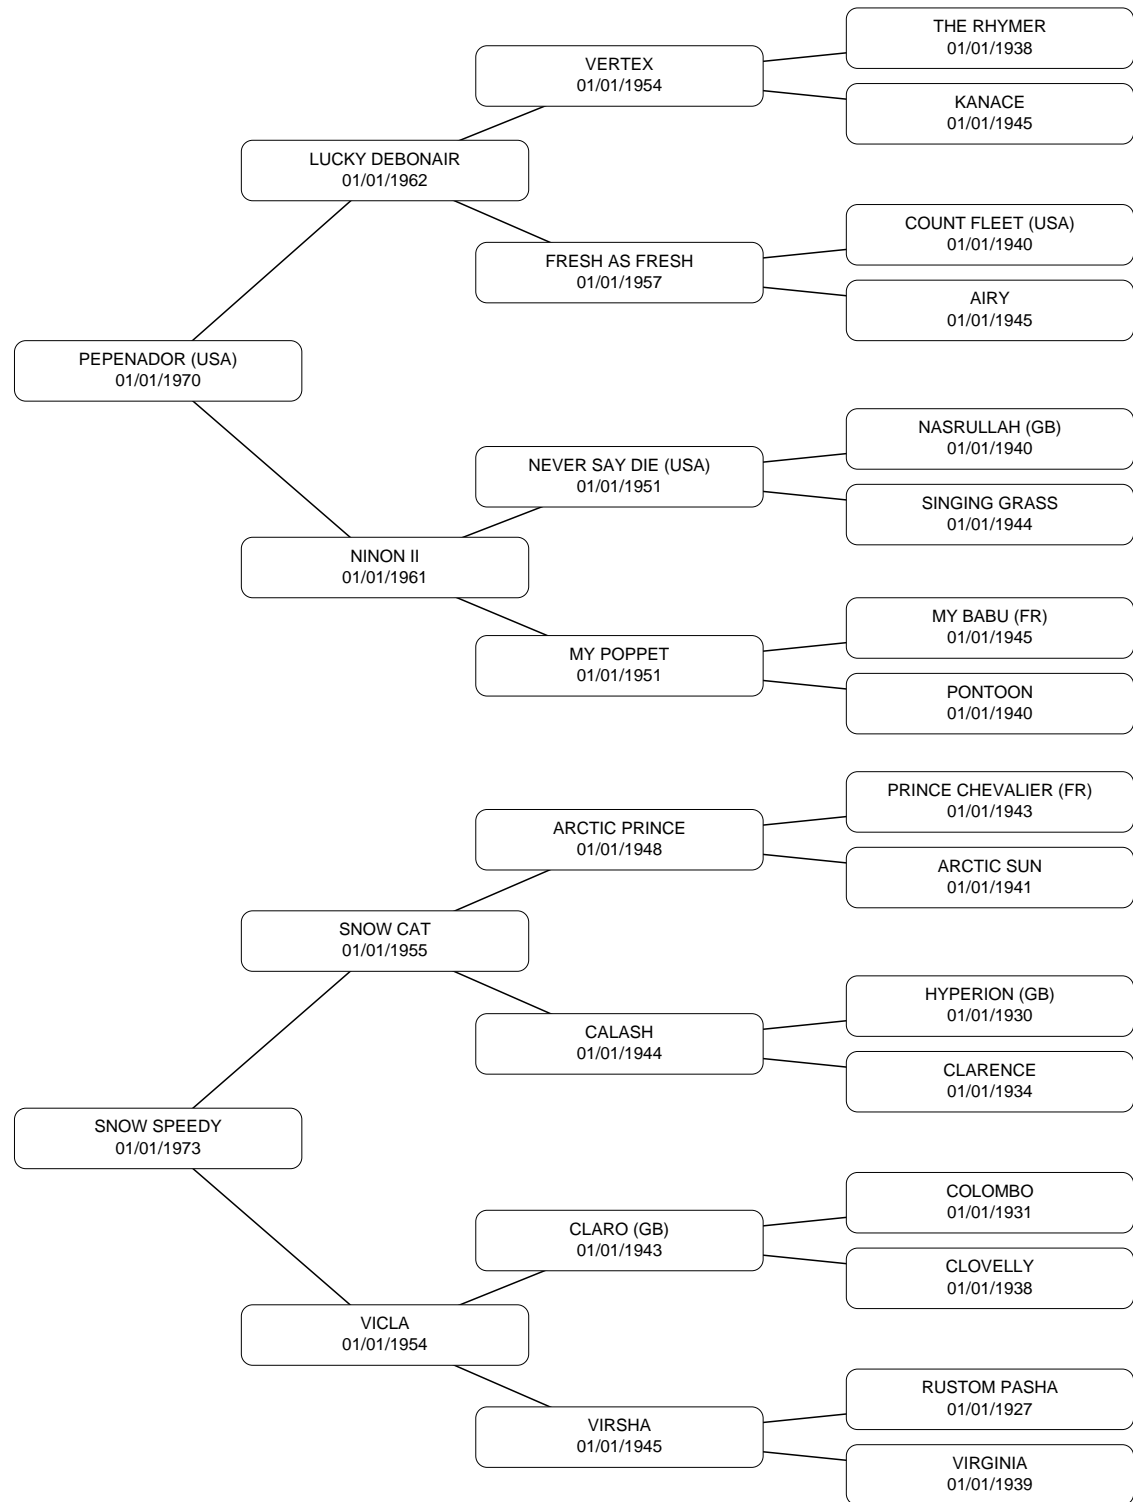 THE RHYMER
01/01/1938
VERTEX
01/01/1954
KANACE
01/01/1945
LUCKY DEBONAIR
01/01/1962
COUNT FLEET (USA)
01/01/1940
FRESH AS FRESH
01/01/1957
AIRY
01/01/1945
PEPENADOR (USA)
01/01/1970
NASRULLAH (GB)
01/01/1940
NEVER SAY DIE (USA)
01/01/1951
SINGING GRASS
01/01/1944
NINON II
01/01/1961
MY BABU (FR)
01/01/1945
MY POPPET
01/01/1951
PONTOON
01/01/1940
PRINCE CHEVALIER (FR)
01/01/1943
ARCTIC PRINCE
01/01/1948
ARCTIC SUN
01/01/1941
SNOW CAT
01/01/1955
HYPERION (GB)
01/01/1930
CALASH
01/01/1944
CLARENCE
01/01/1934
SNOW SPEEDY
01/01/1973
COLOMBO
01/01/1931
CLARO (GB)
01/01/1943
CLOVELLY
01/01/1938
VICLA
01/01/1954
RUSTOM PASHA
01/01/1927
VIRSHA
01/01/1945
VIRGINIA
01/01/1939